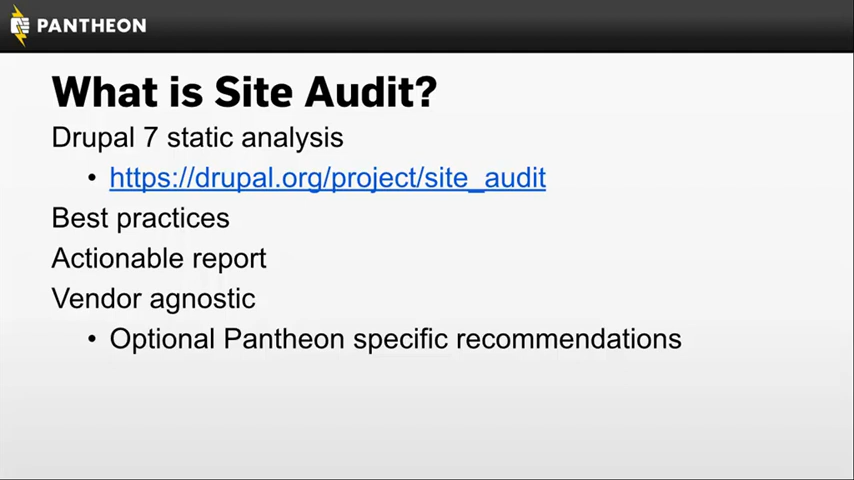 PANTHEON
What is Site Audit?
Drupal 7 static analysis
• https://drupal.org/project/site_audit
Best practices
Actionable report
Vendor agnostic
• Optional Pantheon specific recommendations